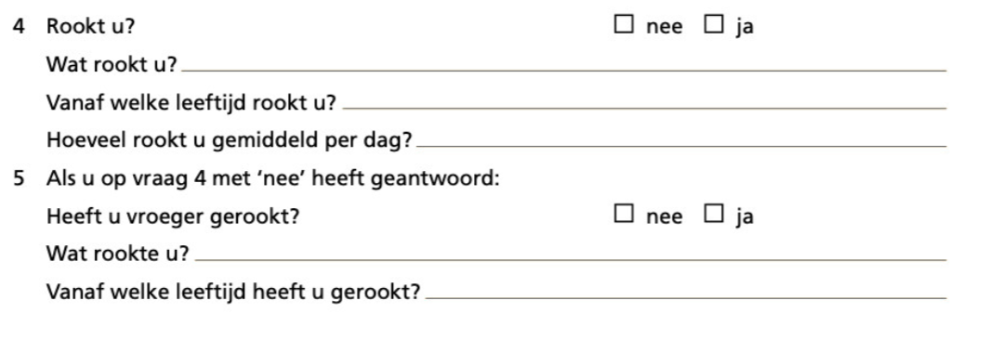 4 Rookt u? ☐ nee ☐ ja
Wat rookt u?
Vanaf welke leeftijd rookt u?
Hoeveel rookt u gemiddeld per dag?
5 Als u op vraag 4 met ‘nee’ heeft geantwoord:
Heeft u vroeger gerookt? ☐ nee ☐ ja
Wat rookte u?
Vanaf welke leeftijd heeft u gerookt?